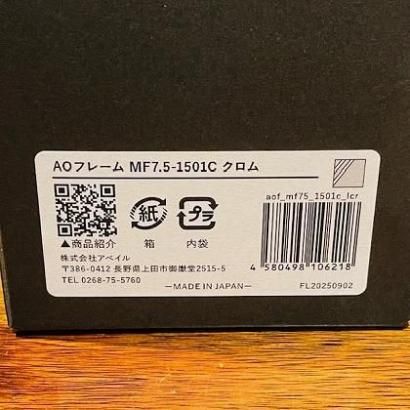 AOフレーム MF7.5-1501C クロム
紙
プラ
▲商品紹介 箱 内袋
aof_mf75_1501c_lcr
株式会社アベイル
〒386-0412 長野県上田市御嶽堂2515-5
TEL 0268-75-5760
4 580498 106218
—MADE IN JAPAN—
FL20250902